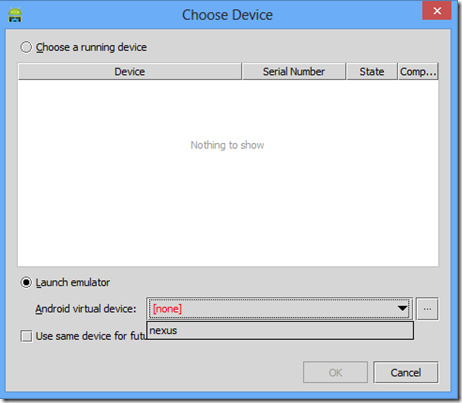 Choose Device
Choose a running device
Device Serial Number State Comp...
Nothing to show
Launch emulator
Android virtual device: [none] ...
nexus
Use same device for futu
OK Cancel